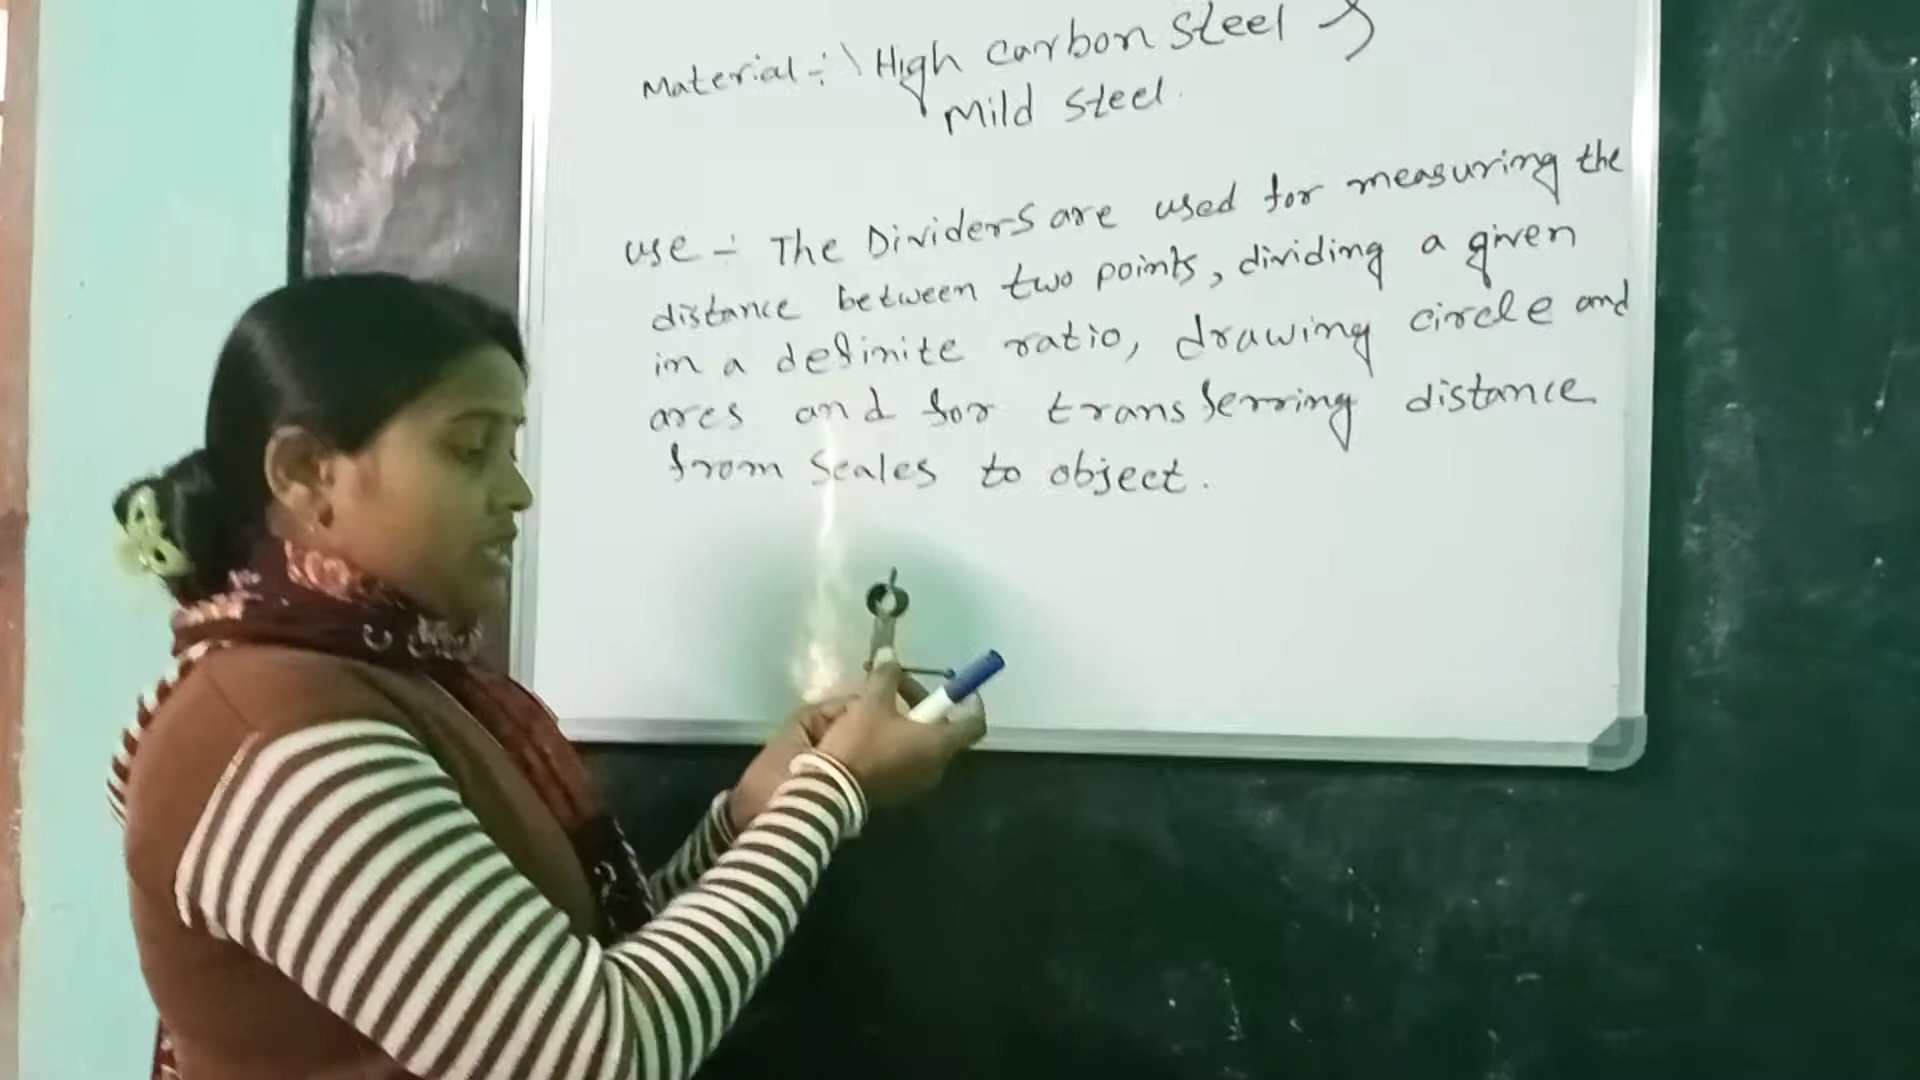 Material÷ High carbon steel
Mild steel.
use ÷ The Dividers are used for measuring the
distance between two points, dividing a given
in a definite ratio, drawing circle and
arcs and for transferring distance
from scales to object.